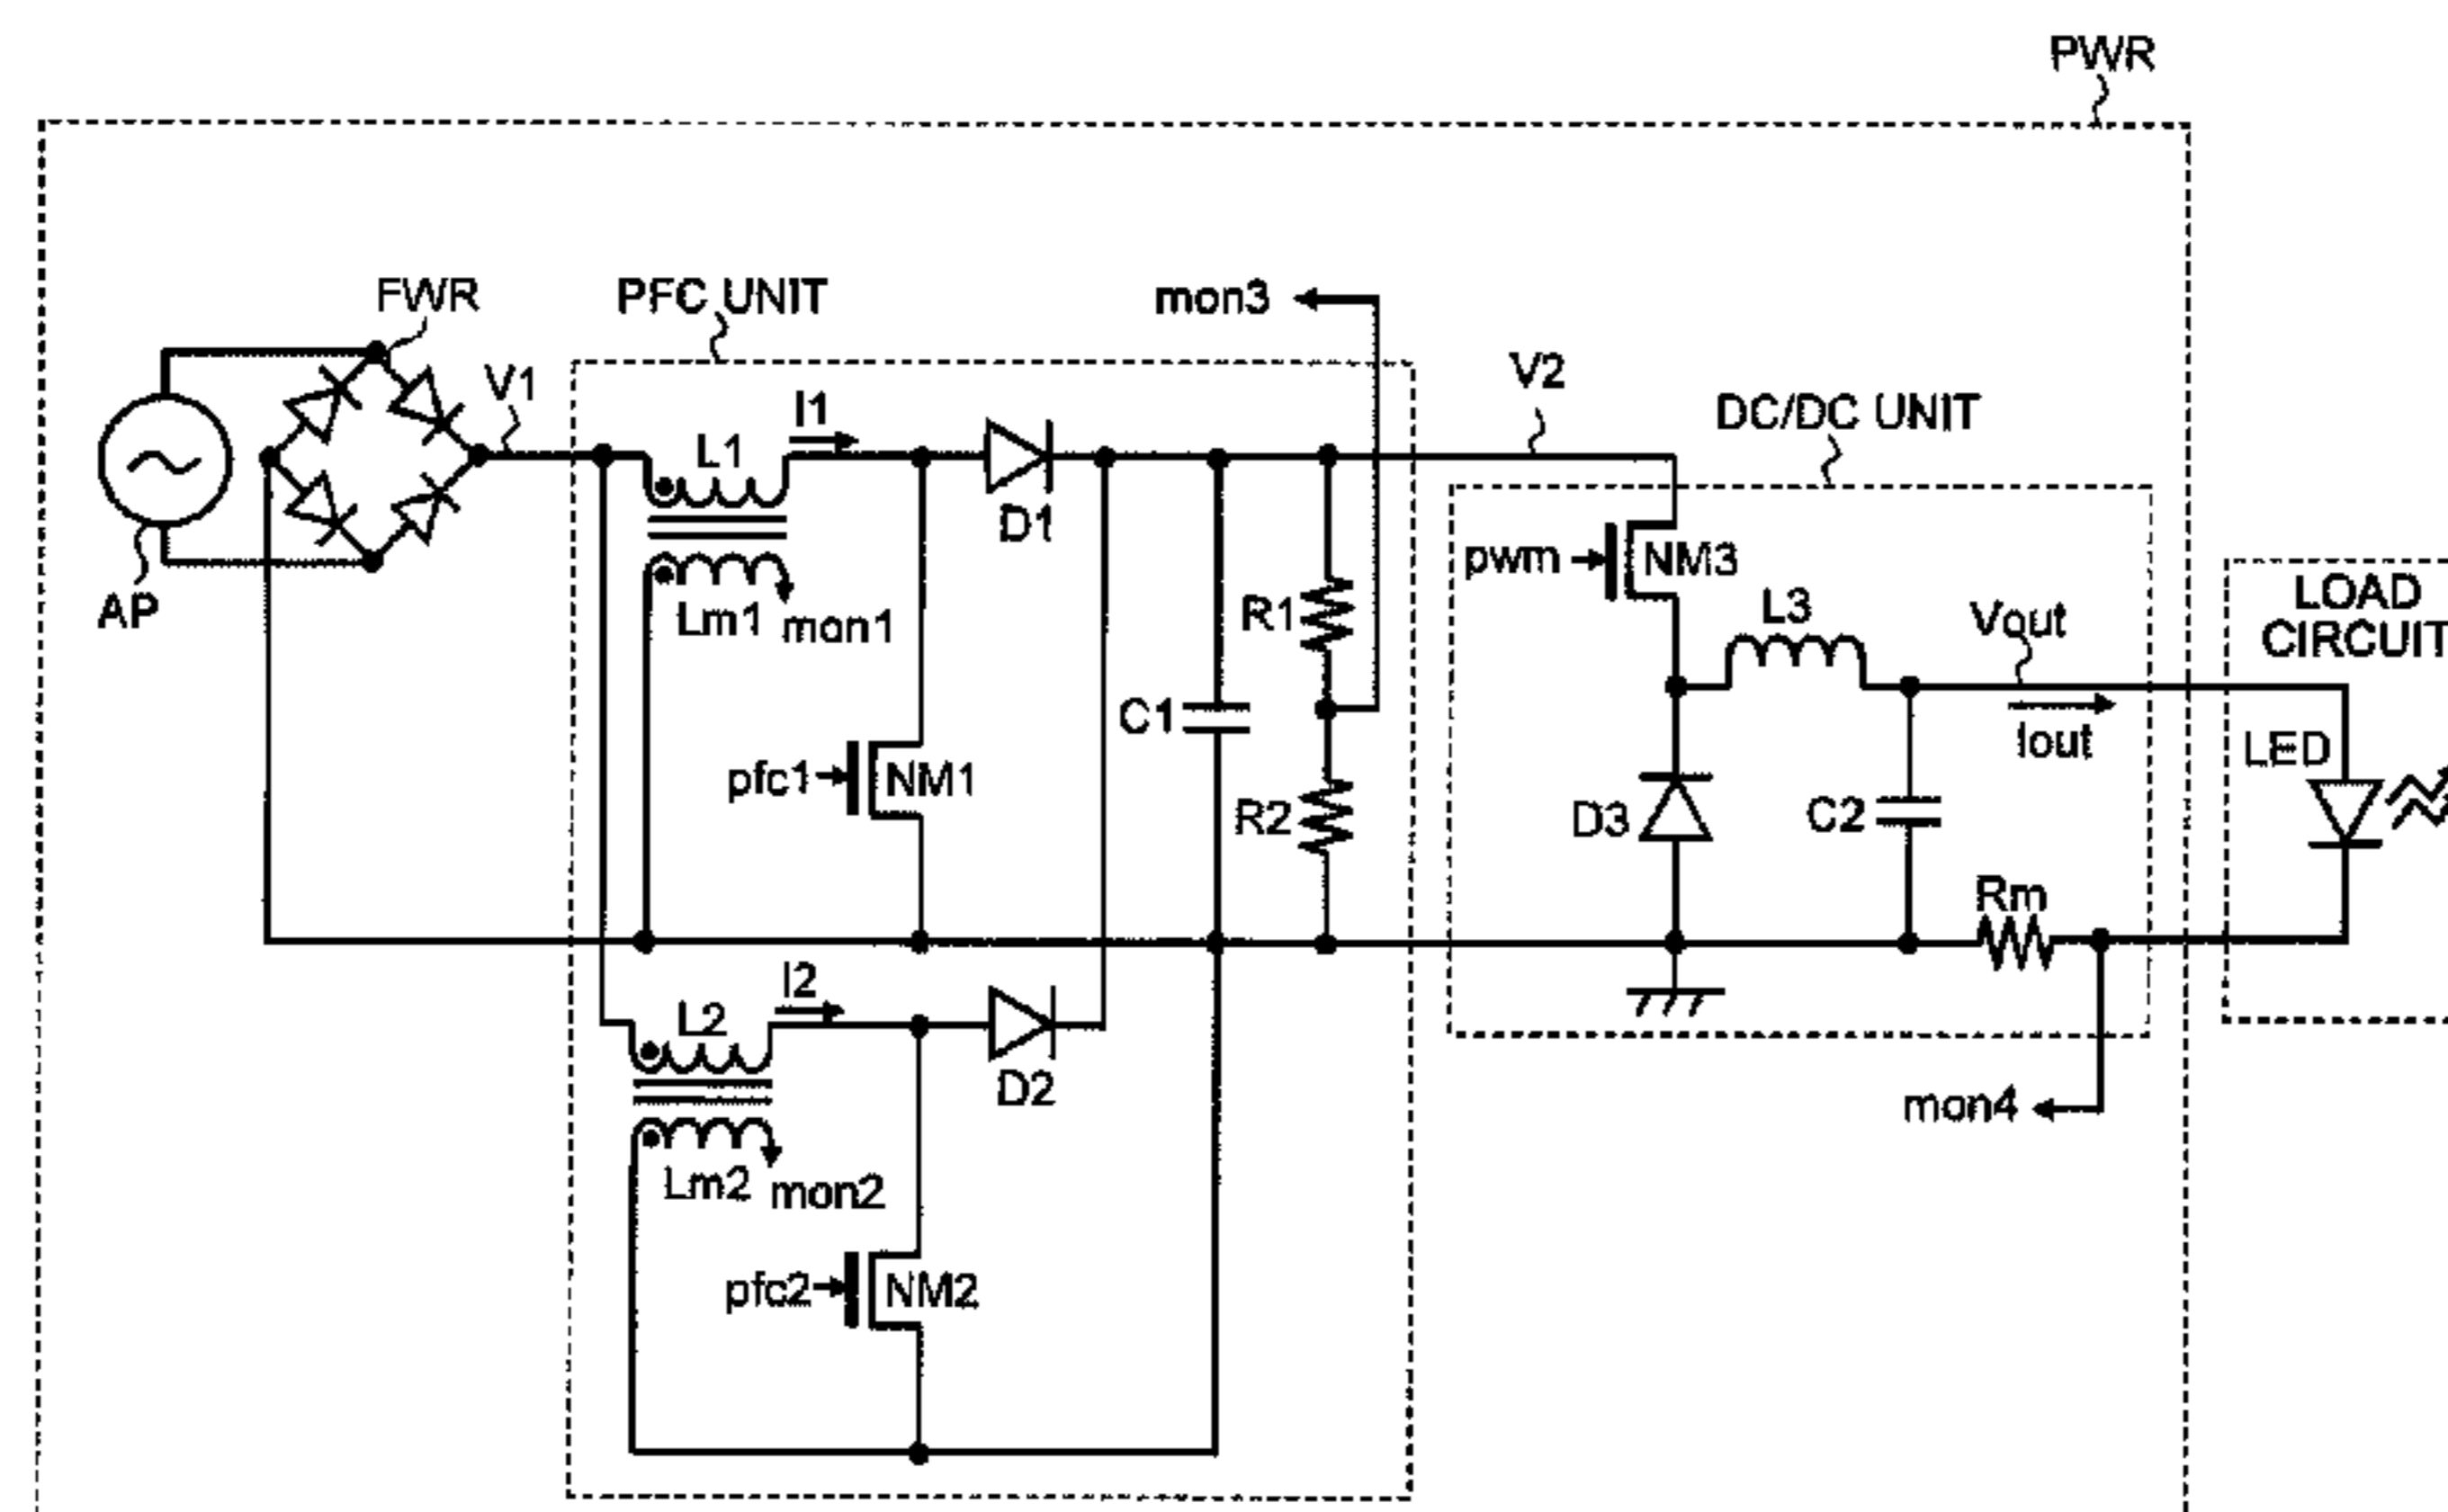 PWR
FWR
PFC UNIT
mon3
V1
V2
I1
DC/DC UNIT
L1
D1
pwm
NM3
AP
Lm1
mon1
R1
L3
Vout
LOAD
CIRCUIT
C1
Iout
LED
pfc1
NM1
R2
D3
C2
Rm
I2
L2
D2
mon4
Lm2
mon2
pfc2
NM2